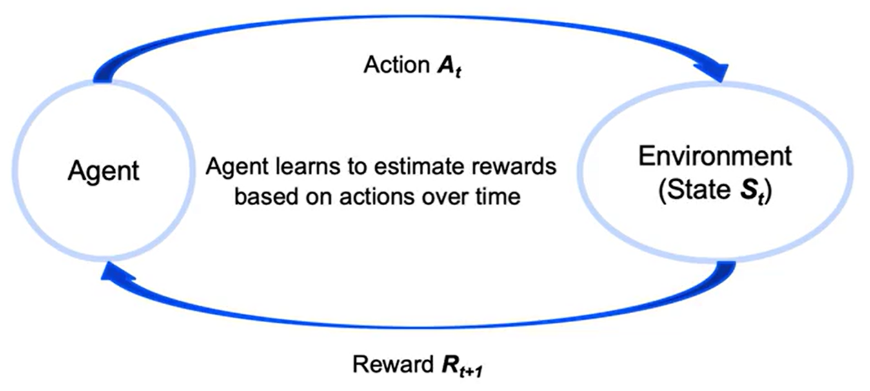 Action Aₜ
Agent
Agent learns to estimate rewards
based on actions over time
Environment
(State Sₜ)
Reward Rₜ₊₁